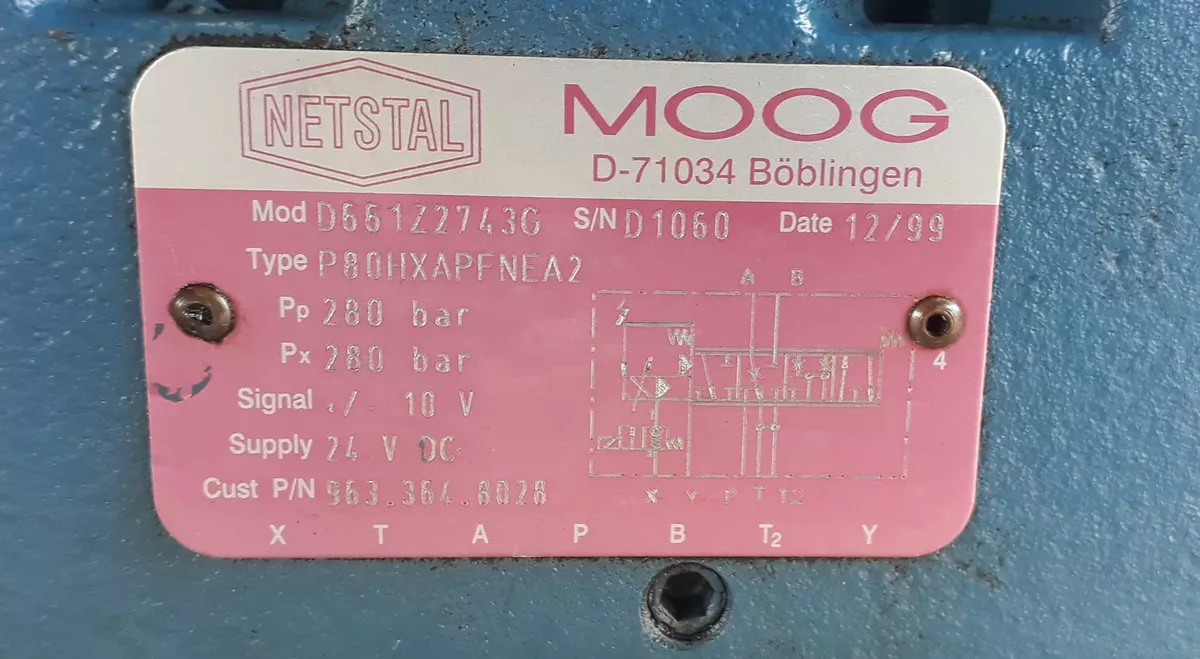 NETSTAL MOOG
D-71034 Böblingen
Mod D661Z2743G S/N D1060 Date 12/99
Type P80HXAPFNEA2
A B
Pp 280 bar
Px 280 bar
4
Signal +/- 10 V
Supply 24 V DC
Cust P/N 963.364.8028
X Y P T T2
X T A P B T2 Y